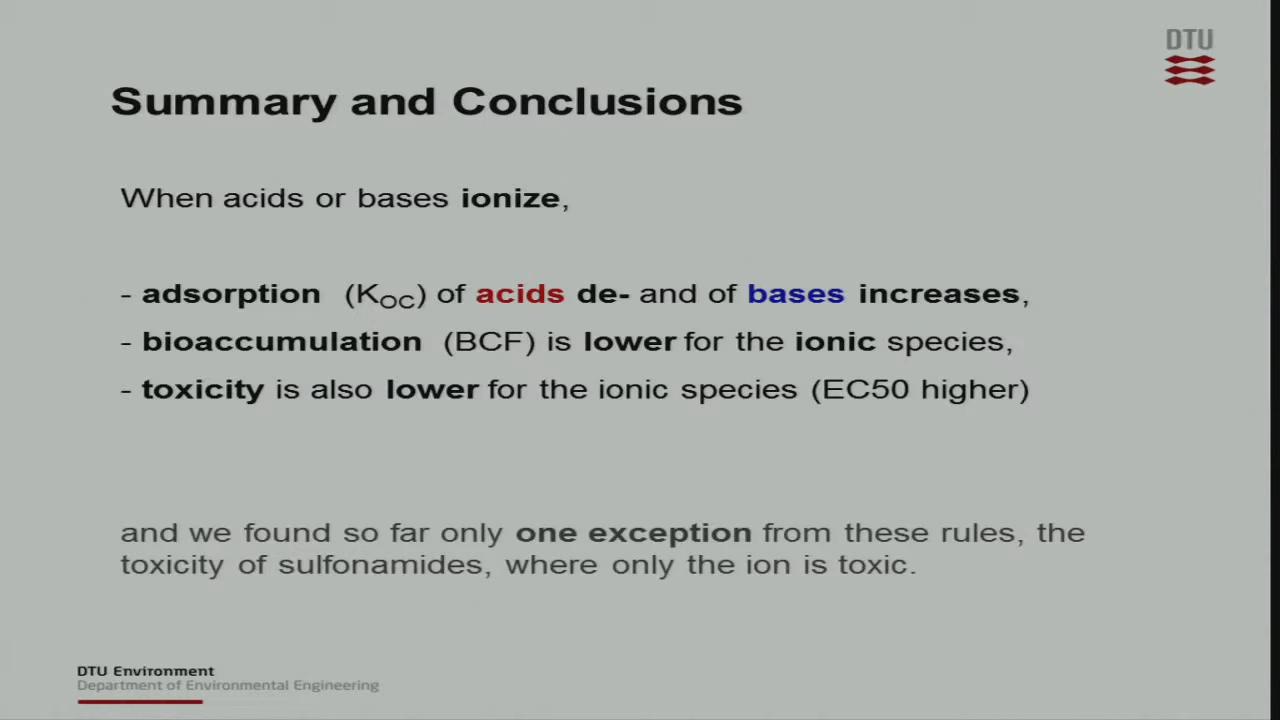 DTU
Summary and Conclusions
When acids or bases ionize,
- adsorption (KOC) of acids de- and of bases increases,
- bioaccumulation (BCF) is lower for the ionic species,
- toxicity is also lower for the ionic species (EC50 higher)
and we found so far only one exception from these rules, the
toxicity of sulfonamides, where only the ion is toxic.
DTU Environment
Department of Environmental Engineering